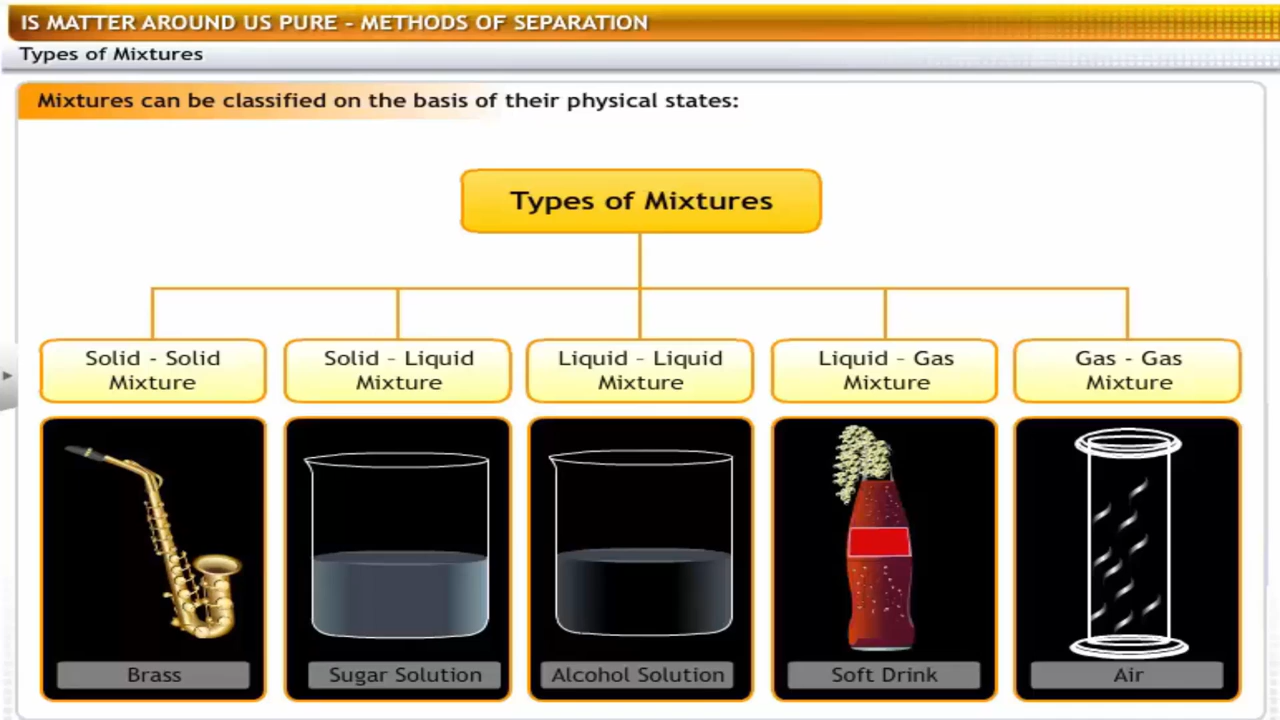 IS MATTER AROUND US PURE - METHODS OF SEPARATION
Types of Mixtures
Mixtures can be classified on the basis of their physical states:
Types of Mixtures
Solid - Solid
Mixture
Solid - Liquid
Mixture
Liquid - Liquid
Mixture
Liquid - Gas
Mixture
Gas - Gas
Mixture
Brass
Sugar Solution
Alcohol Solution
Soft Drink
Air